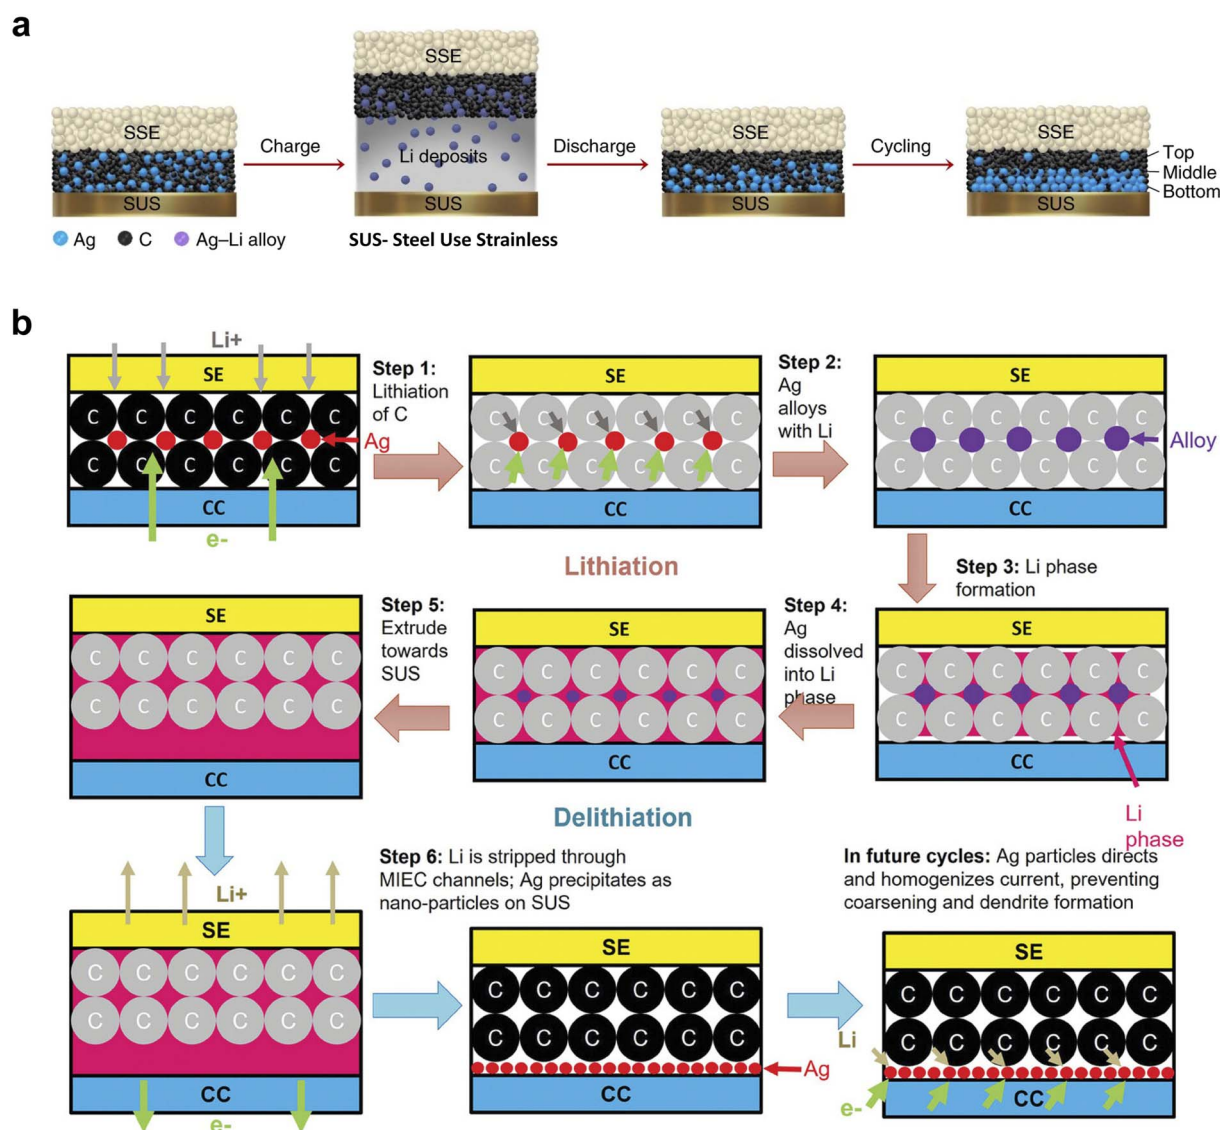 a
SSE
SUS
Charge
SSE
Li deposits
SUS
Discharge
SSE
SUS
Cycling
SSE
SUS
Top
Middle
Bottom
Ag
C
Ag–Li alloy
SUS- Steel Use Strainless
b
Li+
SE
C C C C C C
Ag
C C C C C C
CC
e-
Step 1:
Lithiation
of C
SE
C C C C C C
C C C C C C
CC
Step 2:
Ag
alloys
with Li
SE
C C C C C C
Alloy
C C C C C C
CC
Lithiation
Step 3: Li phase
formation
SE
C C C C C C
C C C C C C
CC
Li
phase
Step 4:
Ag
dissolved
into Li
phase
SE
C C C C C C
C C C C C C
CC
Step 5:
Extrude
towards
SUS
SE
C C C C C C
C C C C C C
CC
Delithiation
Li+
SE
C C C C C C
C C C C C C
CC
e-
Step 6: Li is stripped through
MIEC channels; Ag precipitates as
nano-particles on SUS
SE
C C C C C C
C C C C C C
Ag
CC
In future cycles: Ag particles directs
and homogenizes current, preventing
coarsening and dendrite formation
SE
C C C C C C
C C C C C C
Li
e-
CC